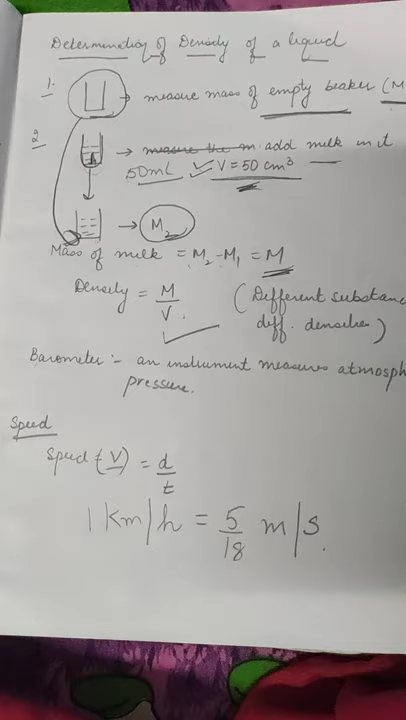 Determination of Density of a liquid
1. → measure mass of empty beaker (M
2. → measure the m. add milk in it
50mL ✓ V = 50 cm³
→ M₂
Mass of milk = M₂ - M₁ = M
Density = M/V. (Different substanc
diff. densities)
Barometer :- an instrument measures atmosph
pressure.
Speed
Speed (V) = d/t
1 Km/h = 5/18 m/s.